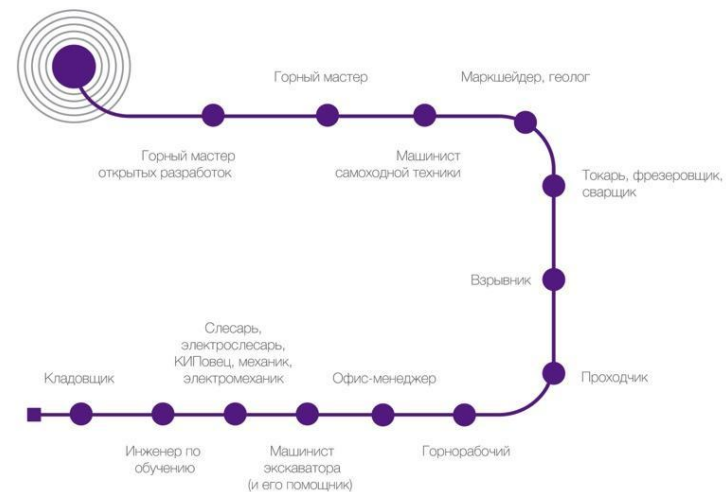 Горный мастер
Маркшейдер, геолог
Горный мастер
открытых разработок
Машинист
самоходной техники
Токарь, фрезеровщик,
сварщик
Взрывник
Слесарь,
электрослесарь,
КИПовец, механик,
электромеханик
Кладовщик
Офис-менеджер
Проходчик
Инженер по
обучению
Машинист
экскаватора
(и его помощник)
Горнорабочий